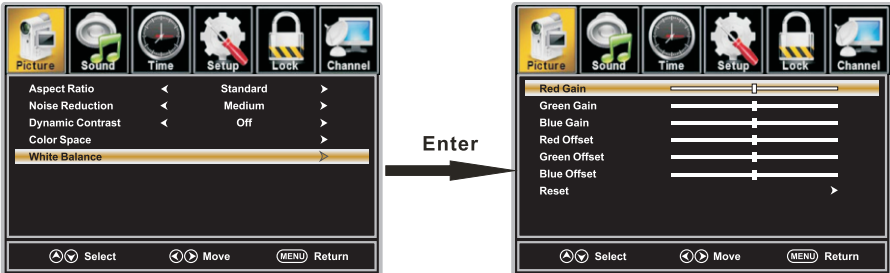 Picture Sound Time Setup Lock Channel
Aspect Ratio Standard
Noise Reduction Medium
Dynamic Contrast Off
Color Space
White Balance
Select Move MENU Return
Enter
Picture Sound Time Setup Lock Channel
Red Gain
Green Gain
Blue Gain
Red Offset
Green Offset
Blue Offset
Reset
Select Move MENU Return